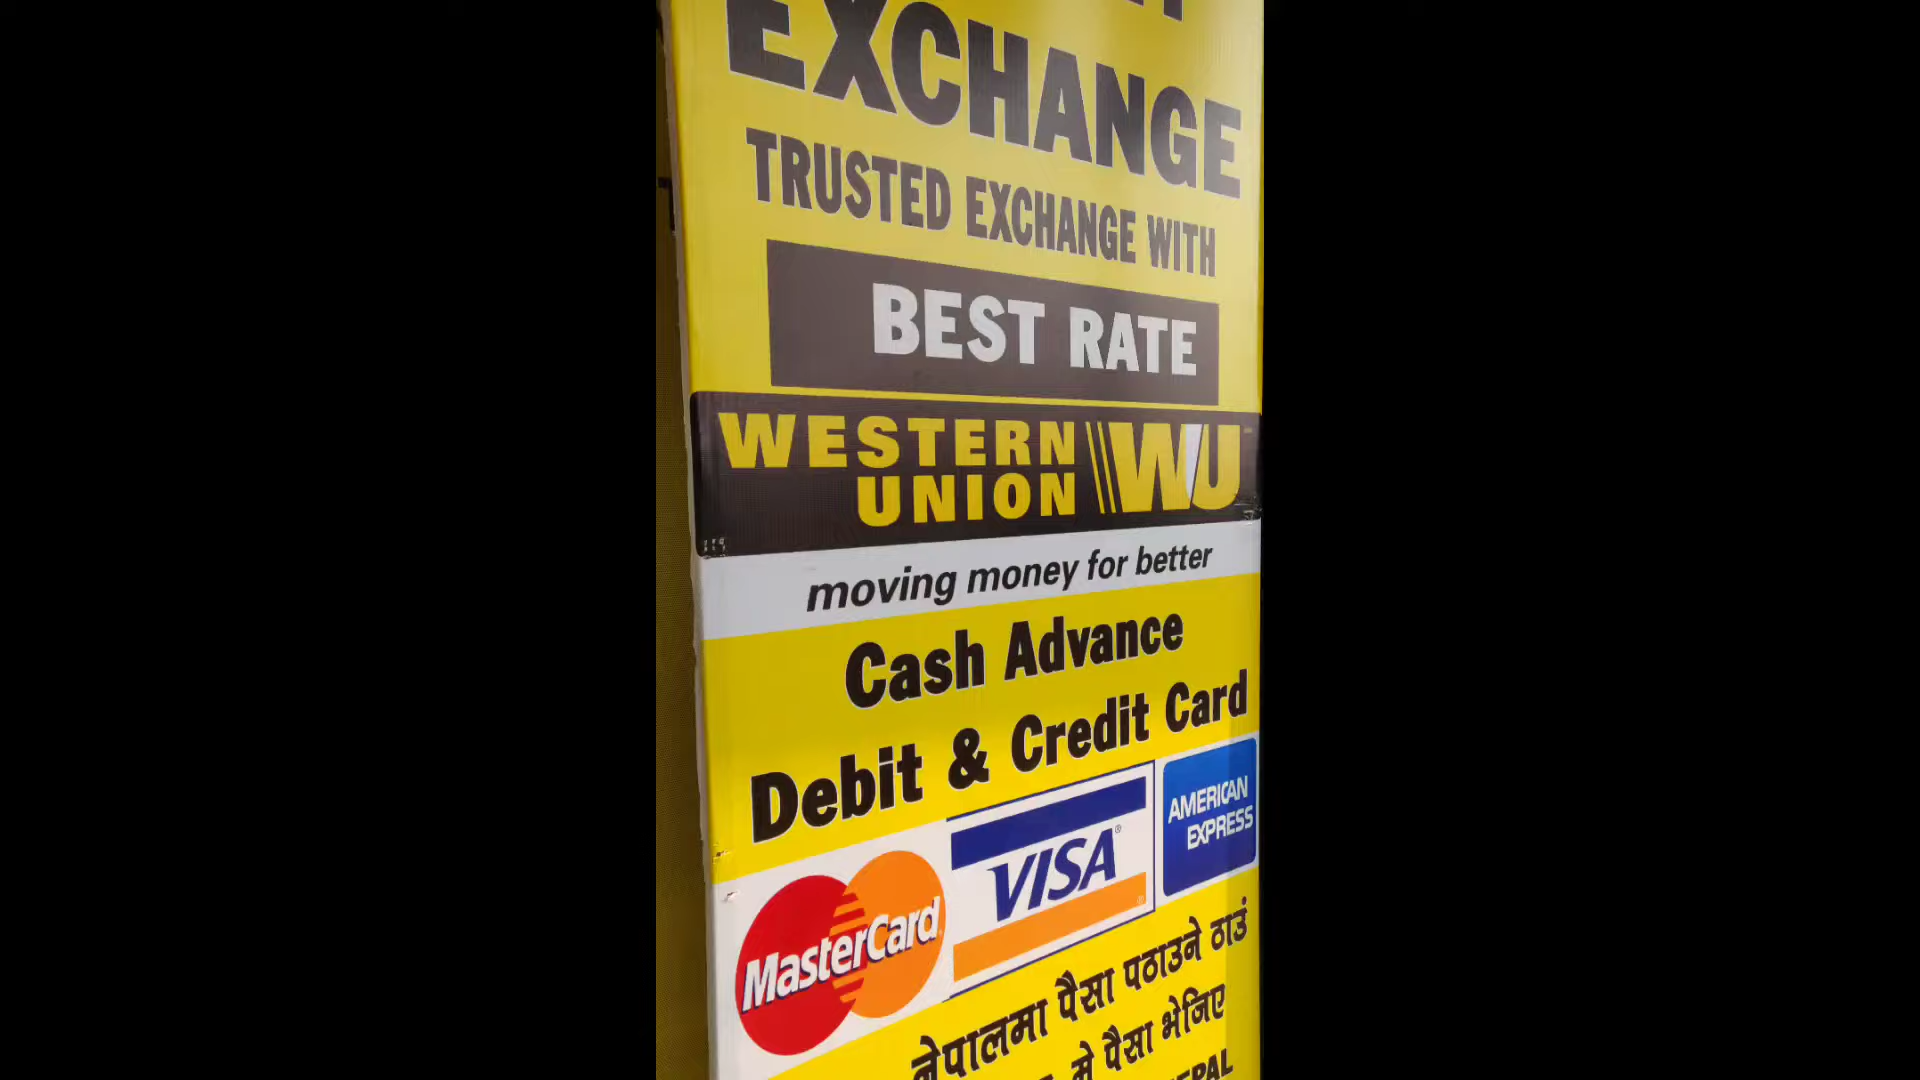 EXCHANGE
TRUSTED EXCHANGE WITH
BEST RATE
WESTERN UNION WU
moving money for better
Cash Advance
Debit & Credit Card
MasterCard VISA AMERICAN EXPRESS
नेपालमा पैसा पठाउने ठाउं
मे पैसा भेजिए